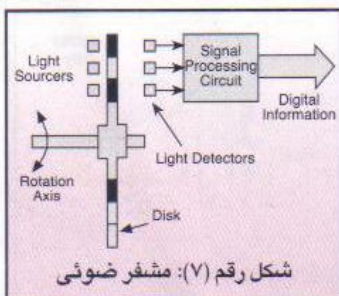 Light
Sourcers
Signal
Processing
Circuit
Digital
Information
Light Detectors
Rotation
Axis
Disk
شكل رقم (٧): مشفر ضوئى